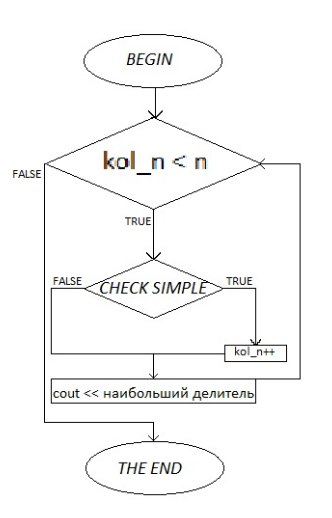 BEGIN
kol_n < n
FALSE
TRUE
FALSE
CHECK SIMPLE
TRUE
kol_n++
cout << наибольший делитель
THE END